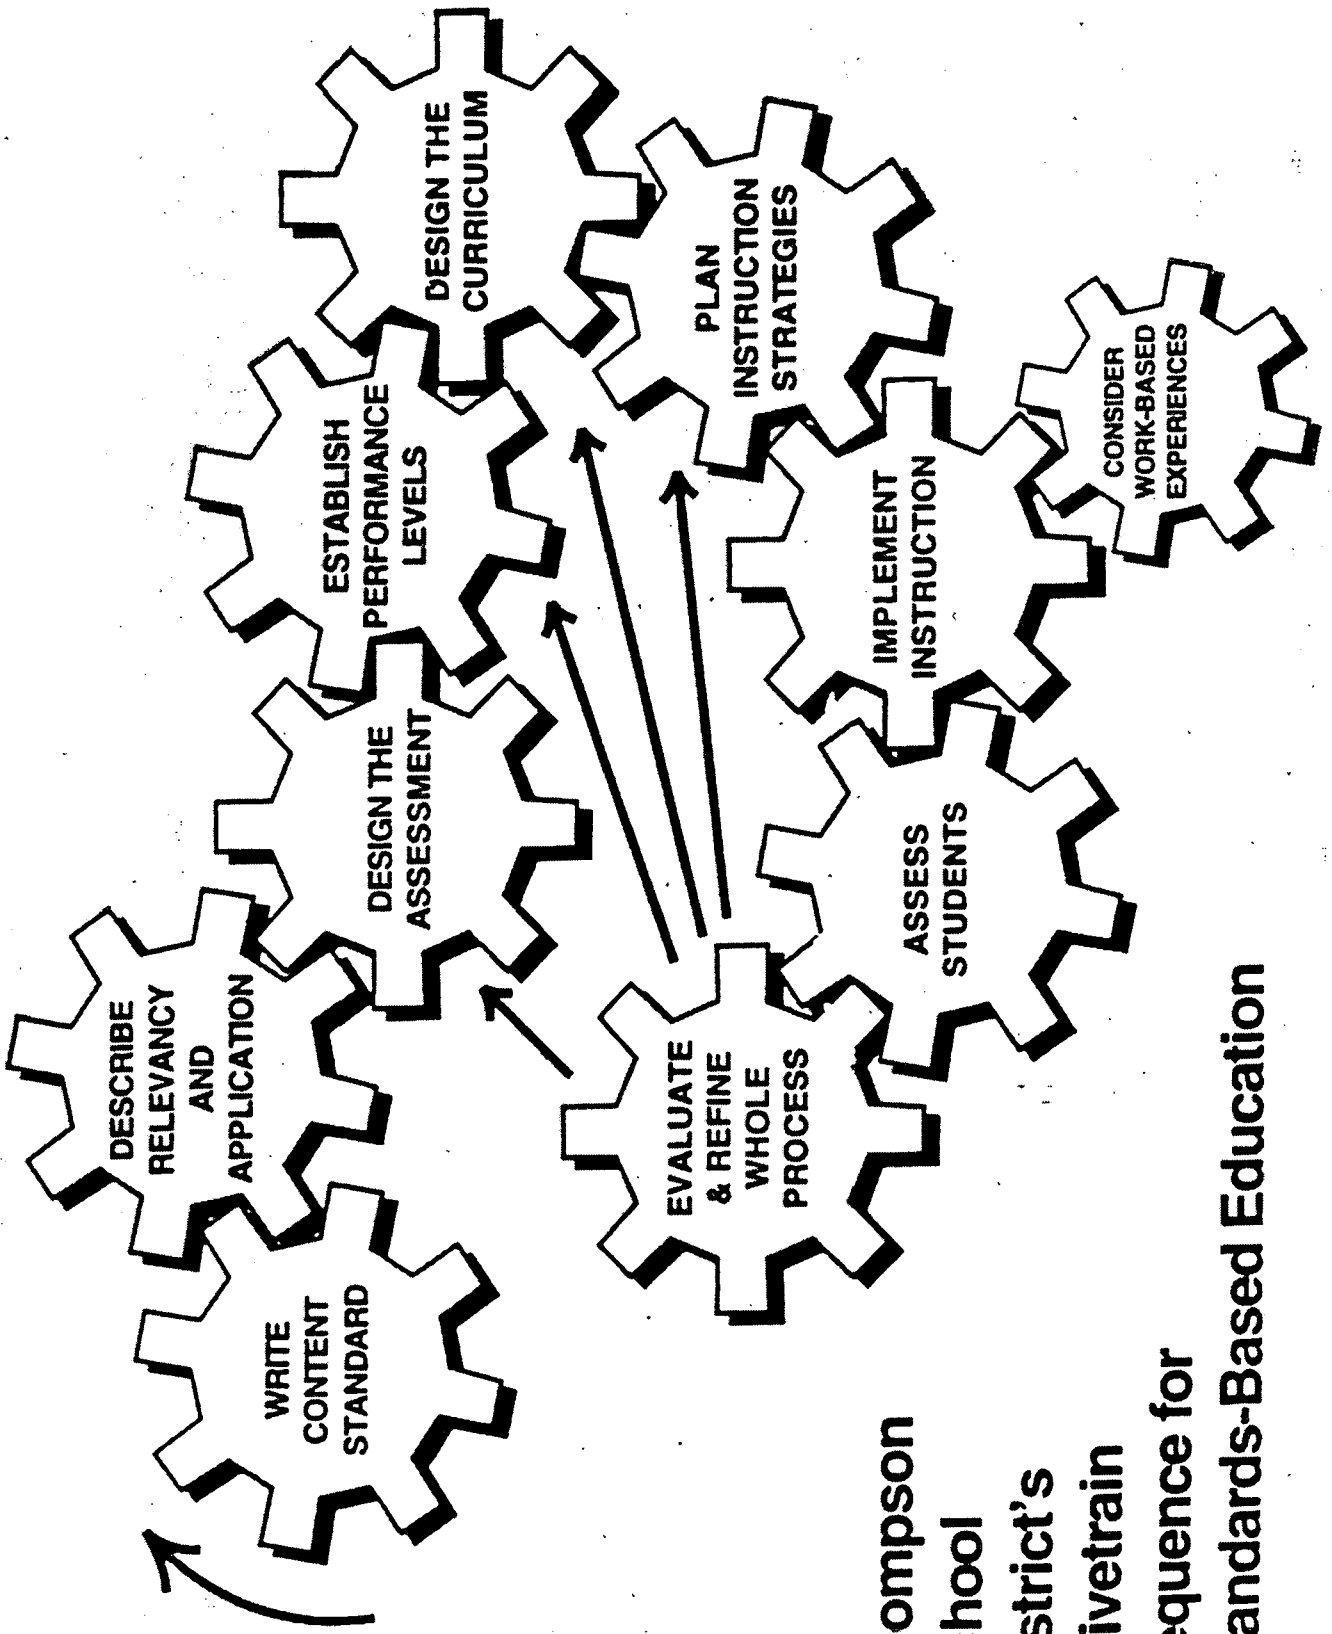 WRITE
CONTENT
STANDARD
DESCRIBE
RELEVANCY
AND
APPLICATION
DESIGN THE
ASSESSMENT
ESTABLISH
PERFORMANCE
LEVELS
DESIGN THE
CURRICULUM
PLAN
INSTRUCTION
STRATEGIES
IMPLEMENT
INSTRUCTION
CONSIDER
WORK-BASED
EXPERIENCES
ASSESS
STUDENTS
EVALUATE
& REFINE
WHOLE
PROCESS
ompson
hool
strict's
ivetrain
equence for
andards-Based Education